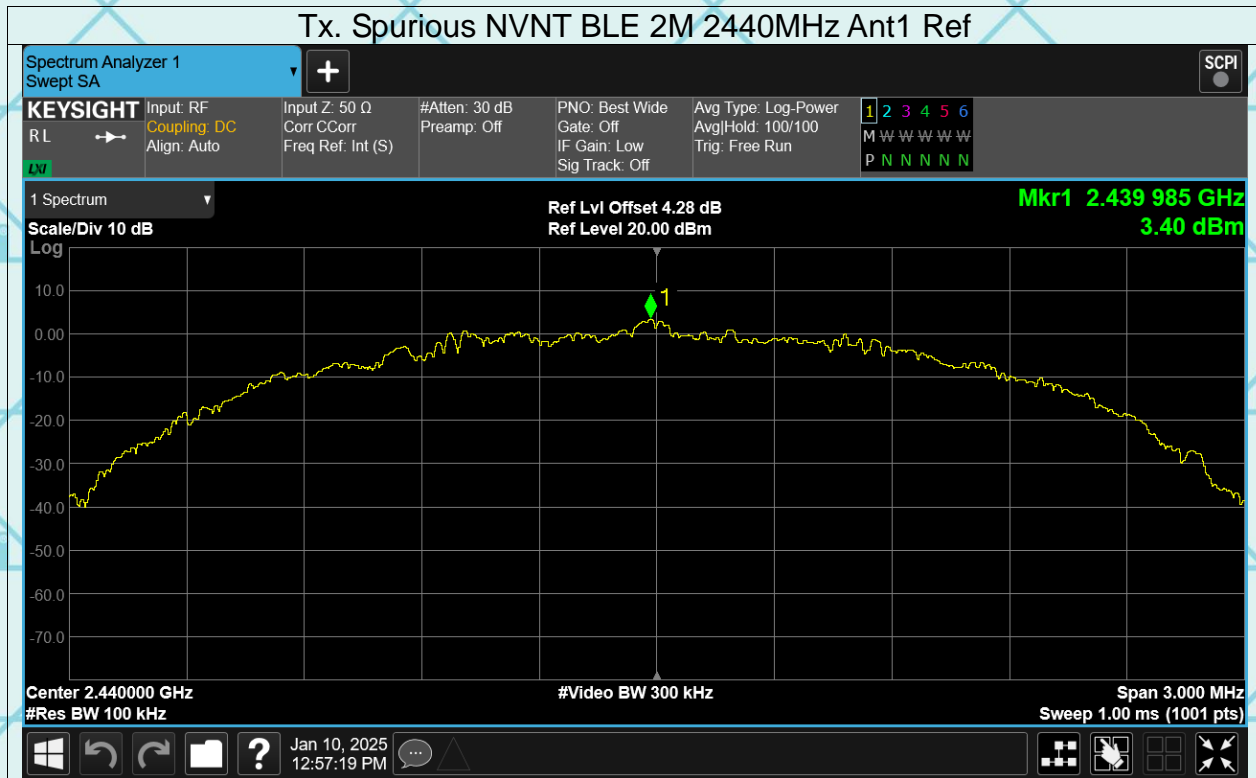 Tx. Spurious NVNT BLE 2M 2440MHz Ant1 Ref
Spectrum Analyzer 1
Swept SA
SCPI
KEYSIGHT
RL
LXI
Input: RF
Coupling: DC
Align: Auto
Input Z: 50 Ω
Corr CCorr
Freq Ref: Int (S)
#Atten: 30 dB
Preamp: Off
PNO: Best Wide
Gate: Off
IF Gain: Low
Sig Track: Off
Avg Type: Log-Power
Avg|Hold: 100/100
Trig: Free Run
1 2 3 4 5 6
M W W W W W
P N N N N N
1 Spectrum
Scale/Div 10 dB
Ref Lvl Offset 4.28 dB
Ref Level 20.00 dBm
Mkr1 2.439 985 GHz
3.40 dBm
Log
10.0
0.00
-10.0
-20.0
-30.0
-40.0
-50.0
-60.0
-70.0
1
Center 2.440000 GHz
#Res BW 100 kHz
#Video BW 300 kHz
Span 3.000 MHz
Sweep 1.00 ms (1001 pts)
?
Jan 10, 2025
12:57:19 PM